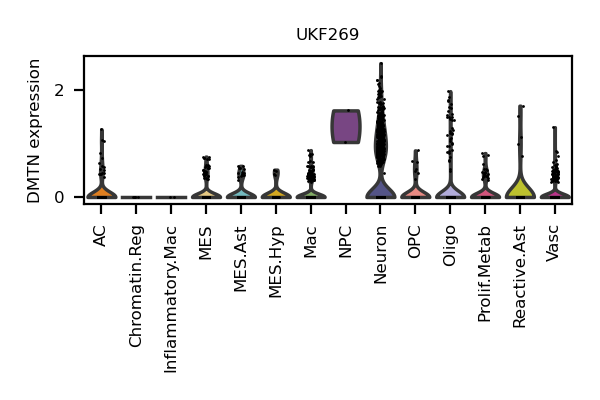 UKF269
DMTN expression
2
0
AC
Chromatin.Reg
Inflammatory.Mac
MES
MES.Ast
MES.Hyp
Mac
NPC
Neuron
OPC
Oligo
Prolif.Metab
Reactive.Ast
Vasc